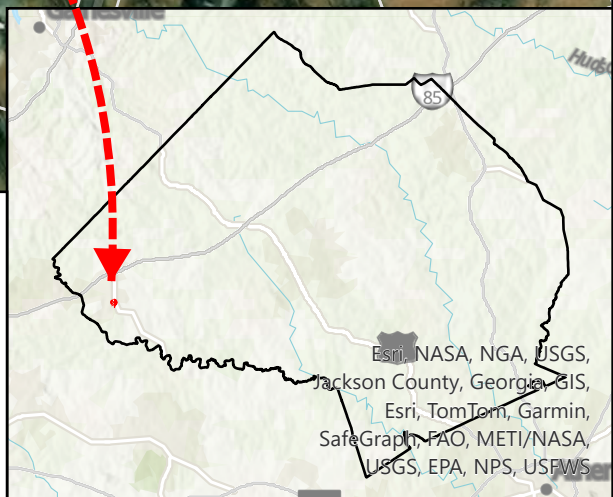 Gainesville
85
Esri, NASA, NGA, USGS,
Jackson County, Georgia, GIS,
Esri, TomTom, Garmin,
SafeGraph, FAO, METI/NASA,
USGS, EPA, NPS, USFWS